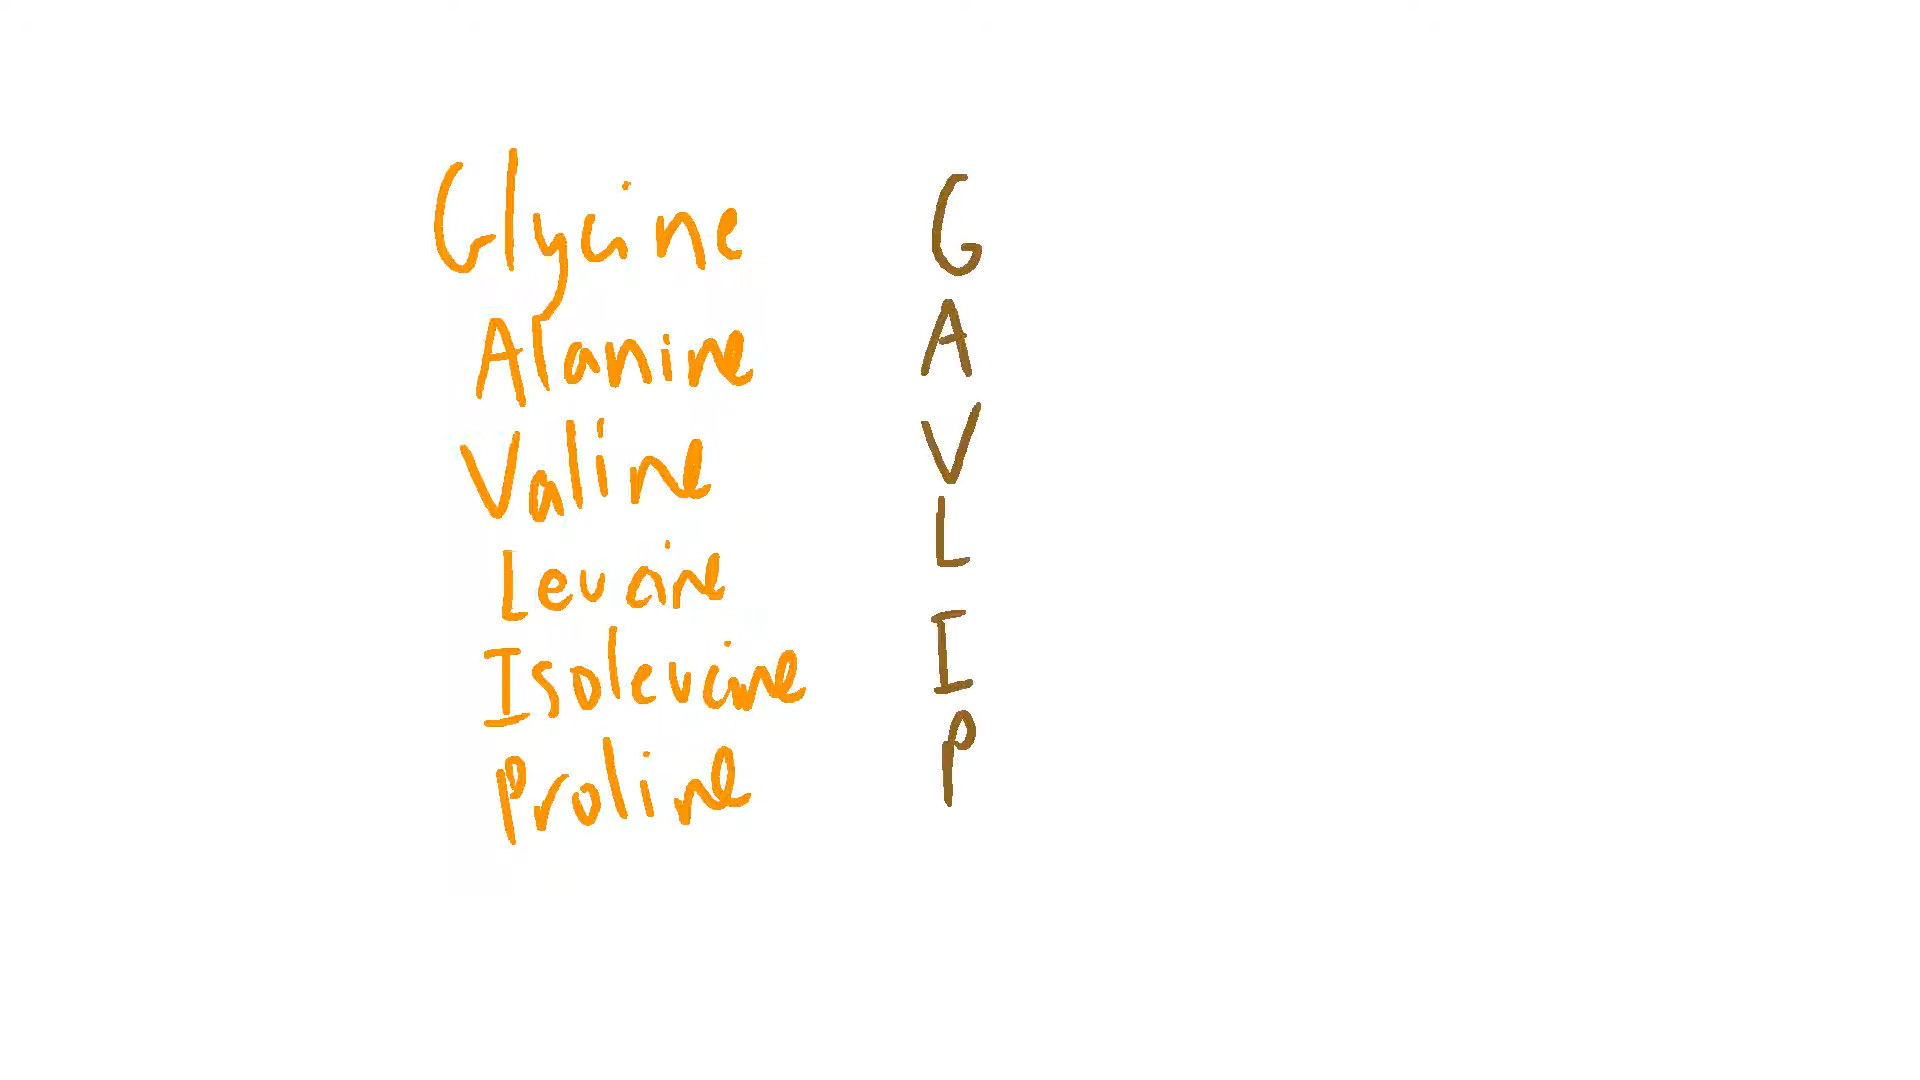 Glycine G
Alanine A
Valine V
Leucine L
Isoleucine I
Proline P